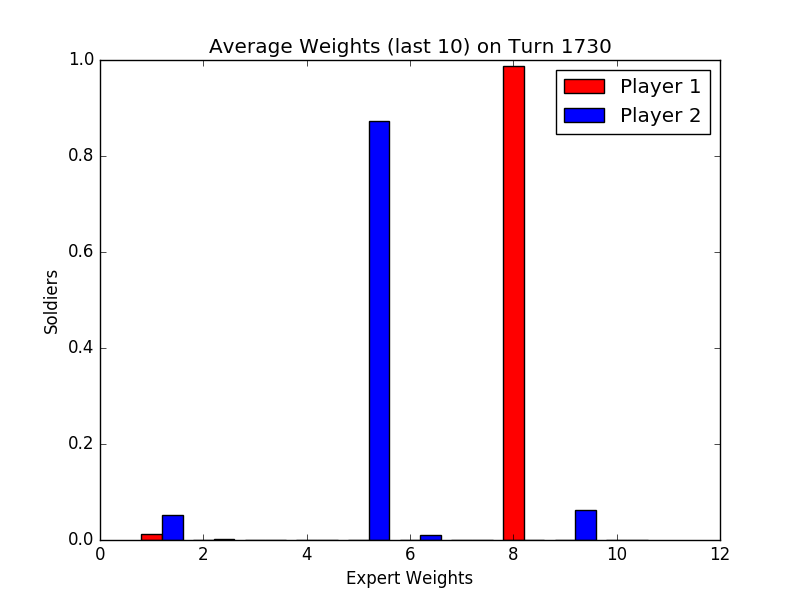 Average Weights (last 10) on Turn 1730
1.0
0.8
0.6
0.4
0.2
0.0
Soldiers
Player 1
Player 2
0 2 4 6 8 10 12
Expert Weights